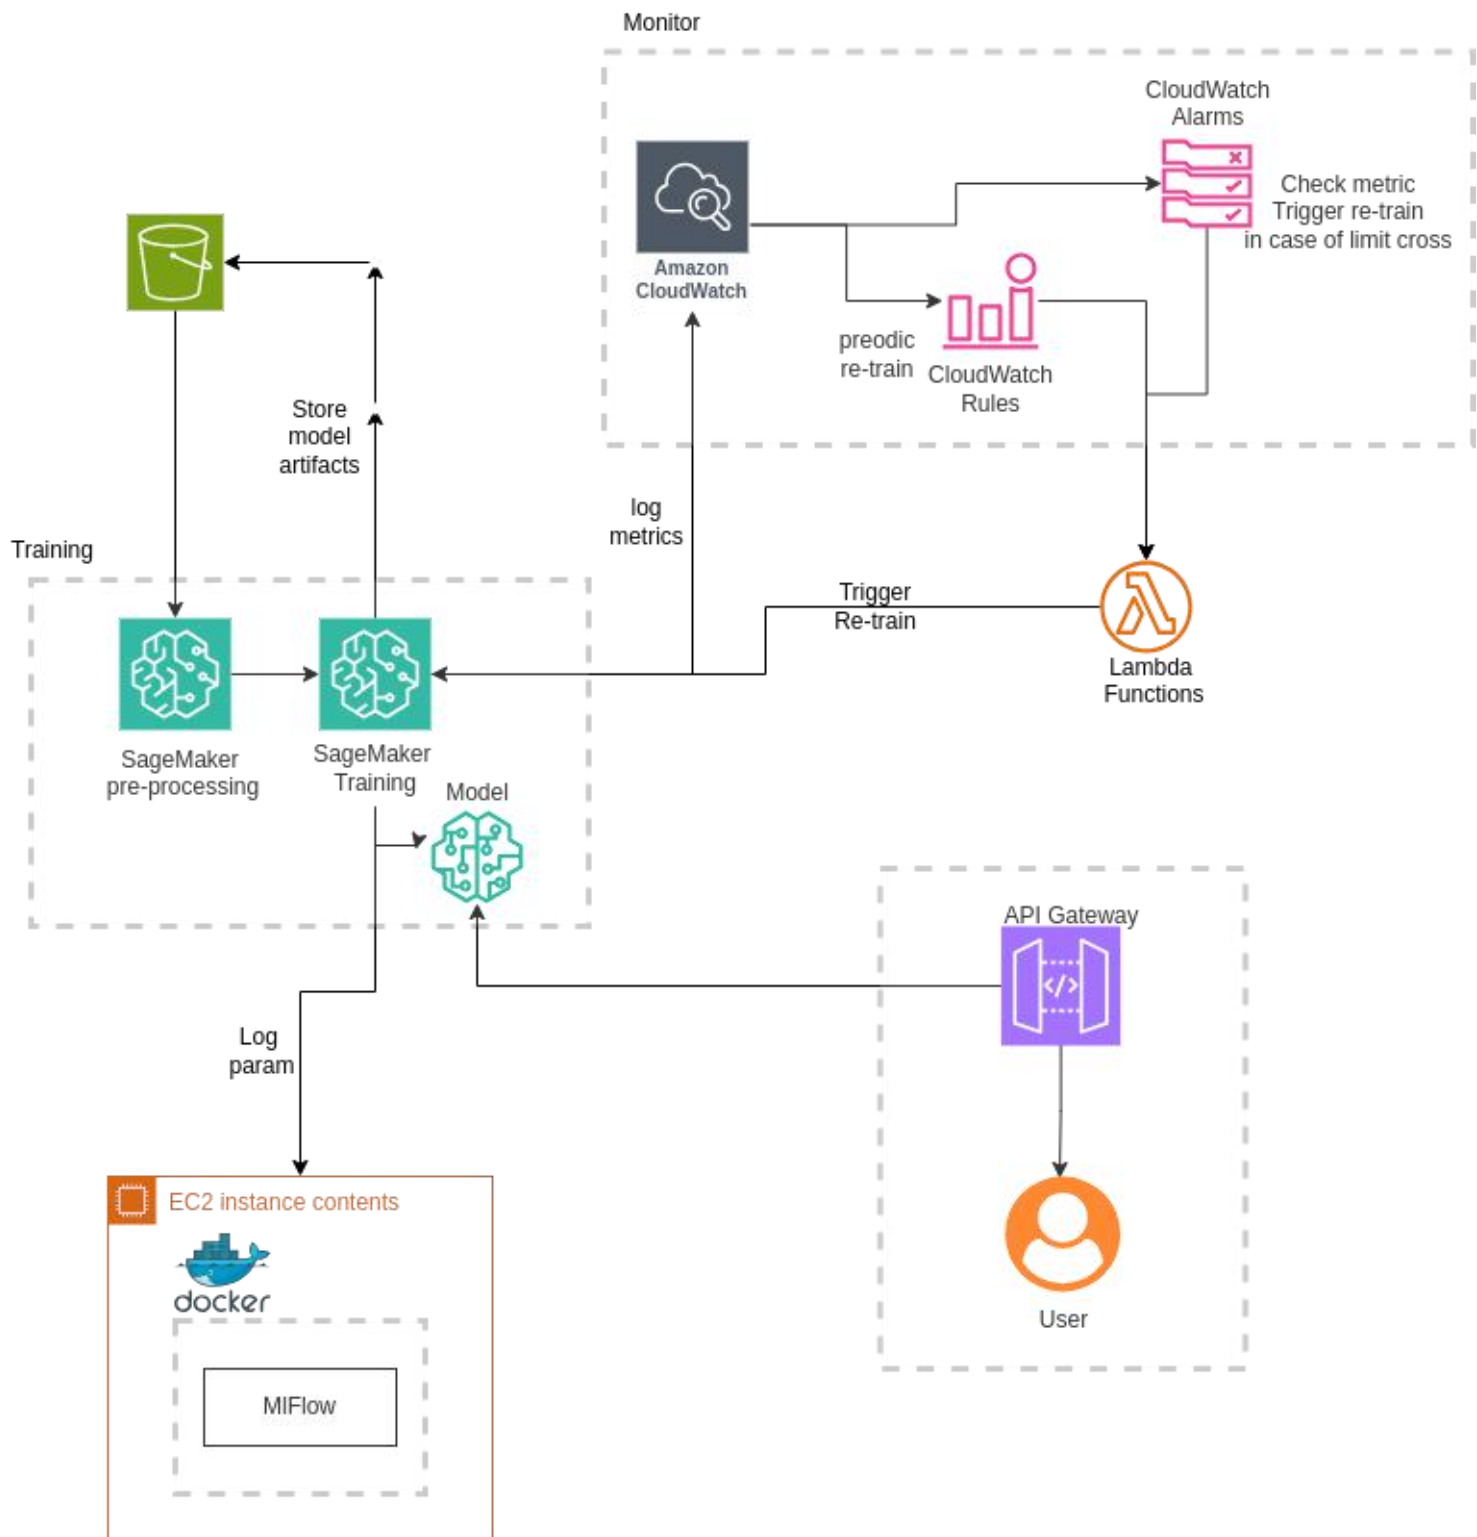 Monitor
CloudWatch
Alarms
Check metric
Trigger re-train
in case of limit cross
Amazon
CloudWatch
preodic
re-train
CloudWatch
Rules
Store
model
artifacts
log
metrics
Training
Trigger
Re-train
Lambda
Functions
SageMaker
pre-processing
SageMaker
Training
Model
API Gateway
</>
Log
param
EC2 instance contents
docker
MlFlow
User